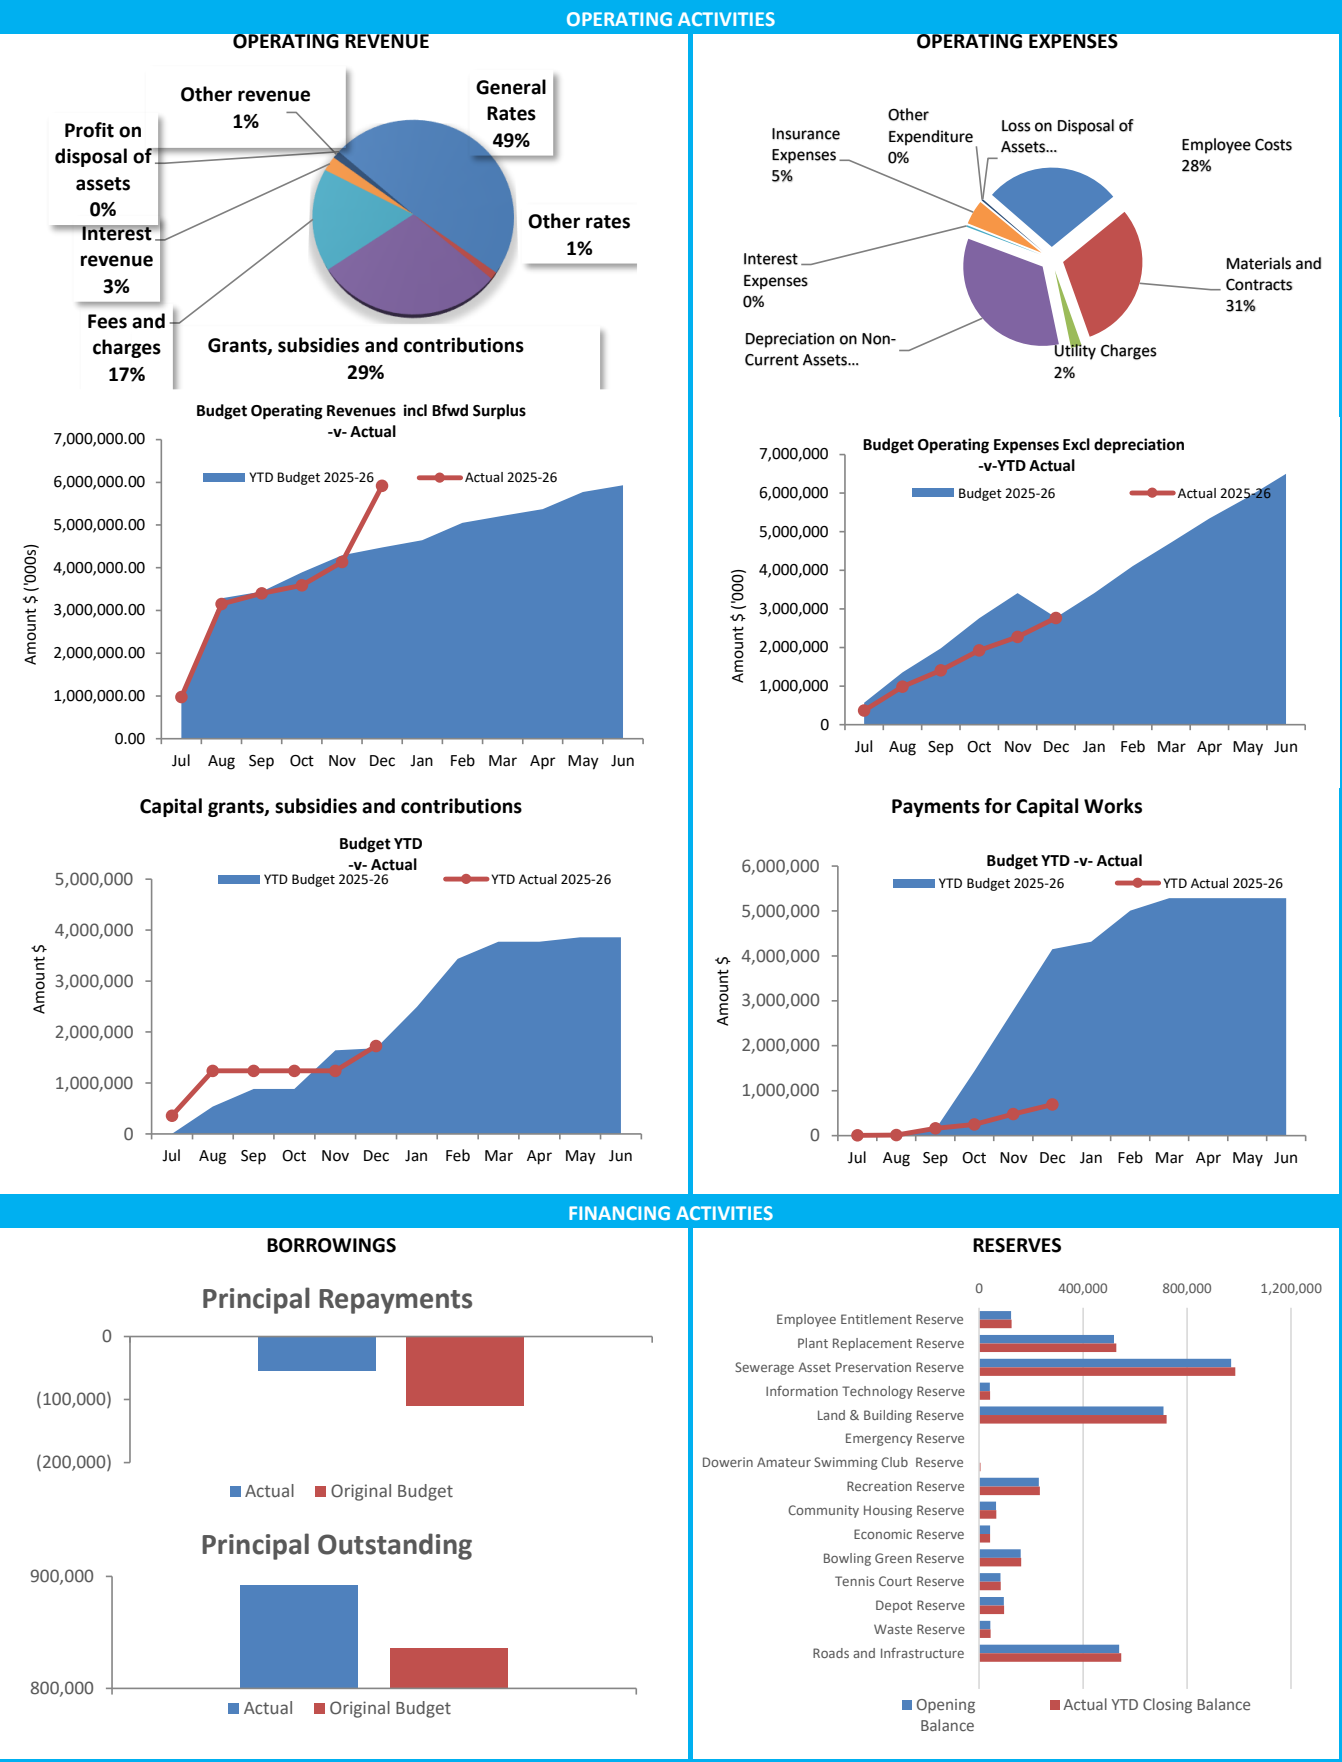 OPERATING ACTIVITIES
OPERATING REVENUE
Other revenue
1%
General
Rates
49%
Profit on
disposal of
assets
0%
Other rates
1%
Interest
revenue
3%
Fees and
charges
17%
Grants, subsidies and contributions
29%
OPERATING EXPENSES
Other
Expenditure
0%
Loss on Disposal of
Assets...
Insurance
Expenses
5%
Employee Costs
28%
Interest
Expenses
0%
Materials and
Contracts
31%
Depreciation on Non-
Current Assets...
Utility Charges
2%
Budget Operating Revenues incl Bfwd Surplus
-v- Actual
YTD Budget 2025-26
Actual 2025-26
Amount $ ('000s)
7,000,000.00
6,000,000.00
5,000,000.00
4,000,000.00
3,000,000.00
2,000,000.00
1,000,000.00
0.00
Jul Aug Sep Oct Nov Dec Jan Feb Mar Apr May Jun
Budget Operating Expenses Excl depreciation
-v-YTD Actual
Budget 2025-26
Actual 2025-26
Amount $ ('000)
7,000,000
6,000,000
5,000,000
4,000,000
3,000,000
2,000,000
1,000,000
0
Jul Aug Sep Oct Nov Dec Jan Feb Mar Apr May Jun
Capital grants, subsidies and contributions
Budget YTD
-v- Actual
YTD Budget 2025-26
YTD Actual 2025-26
Amount $
5,000,000
4,000,000
3,000,000
2,000,000
1,000,000
0
Jul Aug Sep Oct Nov Dec Jan Feb Mar Apr May Jun
Payments for Capital Works
Budget YTD -v- Actual
YTD Budget 2025-26
YTD Actual 2025-26
Amount $
6,000,000
5,000,000
4,000,000
3,000,000
2,000,000
1,000,000
0
Jul Aug Sep Oct Nov Dec Jan Feb Mar Apr May Jun
FINANCING ACTIVITIES
BORROWINGS
Principal Repayments
0
(100,000)
(200,000)
Actual
Original Budget
Principal Outstanding
900,000
800,000
Actual
Original Budget
RESERVES
0 400,000 800,000 1,200,000
Employee Entitlement Reserve
Plant Replacement Reserve
Sewerage Asset Preservation Reserve
Information Technology Reserve
Land & Building Reserve
Emergency Reserve
Dowerin Amateur Swimming Club Reserve
Recreation Reserve
Community Housing Reserve
Economic Reserve
Bowling Green Reserve
Tennis Court Reserve
Depot Reserve
Waste Reserve
Roads and Infrastructure
Opening
Balance
Actual YTD Closing Balance